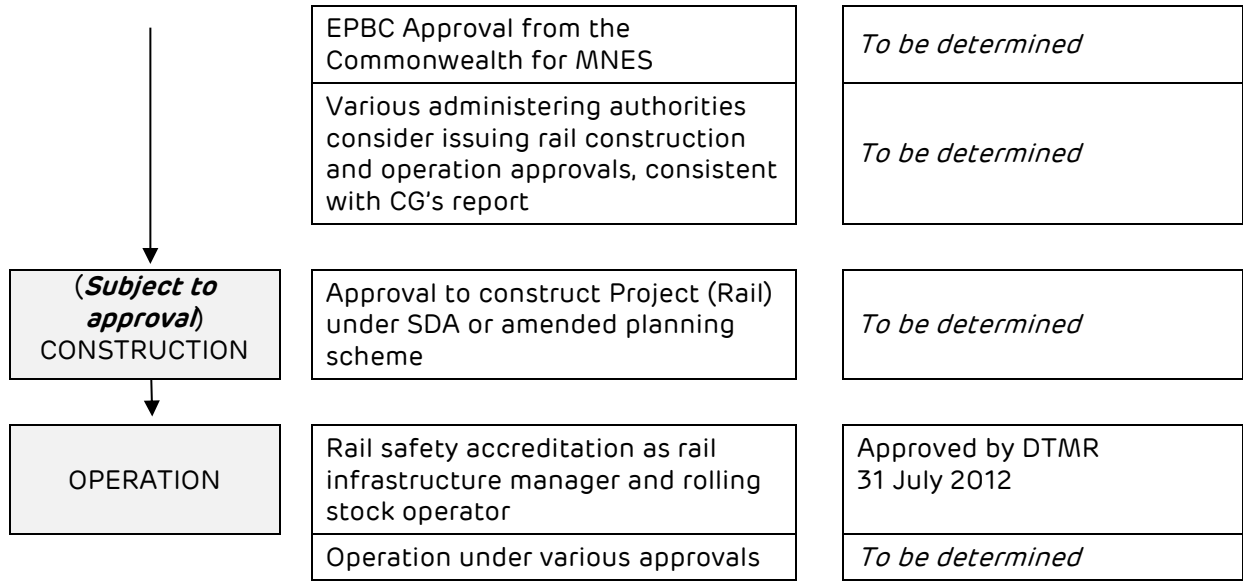 EPBC Approval from the
Commonwealth for MNES
To be determined
Various administering authorities
consider issuing rail construction
and operation approvals, consistent
with CG's report
To be determined
(Subject to
approval)
CONSTRUCTION
Approval to construct Project (Rail)
under SDA or amended planning
scheme
To be determined
OPERATION
Rail safety accreditation as rail
infrastructure manager and rolling
stock operator
Approved by DTMR
31 July 2012
Operation under various approvals
To be determined